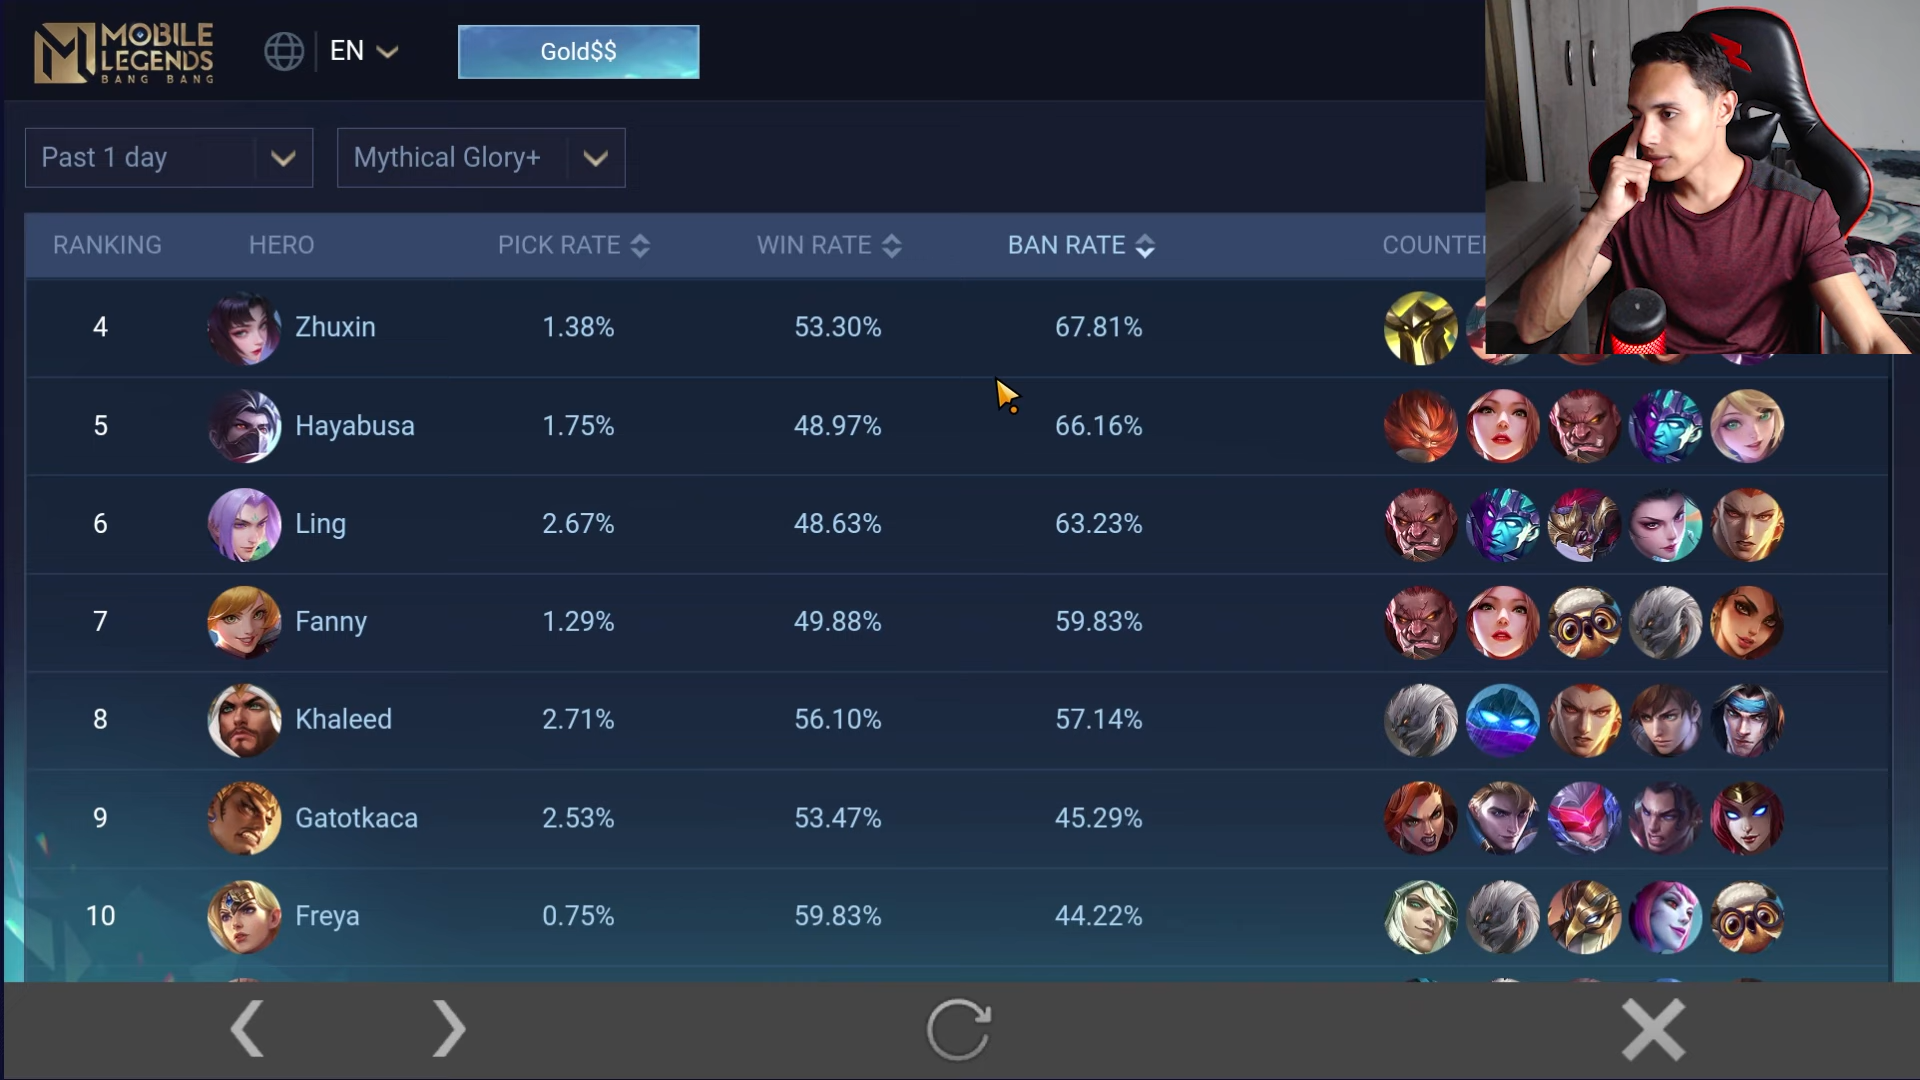 MOBILE
LEGENDS
BANG BANG
EN
Gold$$
Past 1 day
Mythical Glory+
RANKING HERO PICK RATE WIN RATE BAN RATE COUNTE
4 Zhuxin 1.38% 53.30% 67.81%
5 Hayabusa 1.75% 48.97% 66.16%
6 Ling 2.67% 48.63% 63.23%
7 Fanny 1.29% 49.88% 59.83%
8 Khaleed 2.71% 56.10% 57.14%
9 Gatotkaca 2.53% 53.47% 45.29%
10 Freya 0.75% 59.83% 44.22%